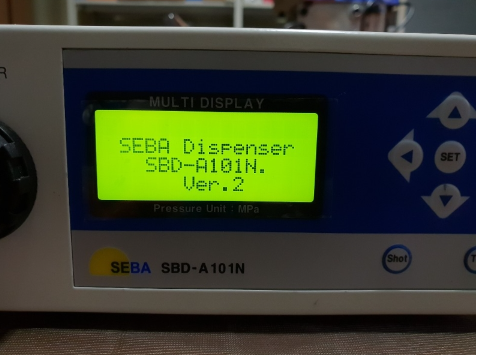 R
MULTI DISPLAY
SEBA Dispenser
SBD-A101N.
Ver.2
Pressure Unit : MPa
SET
SEBA SBD-A101N
Shot
T